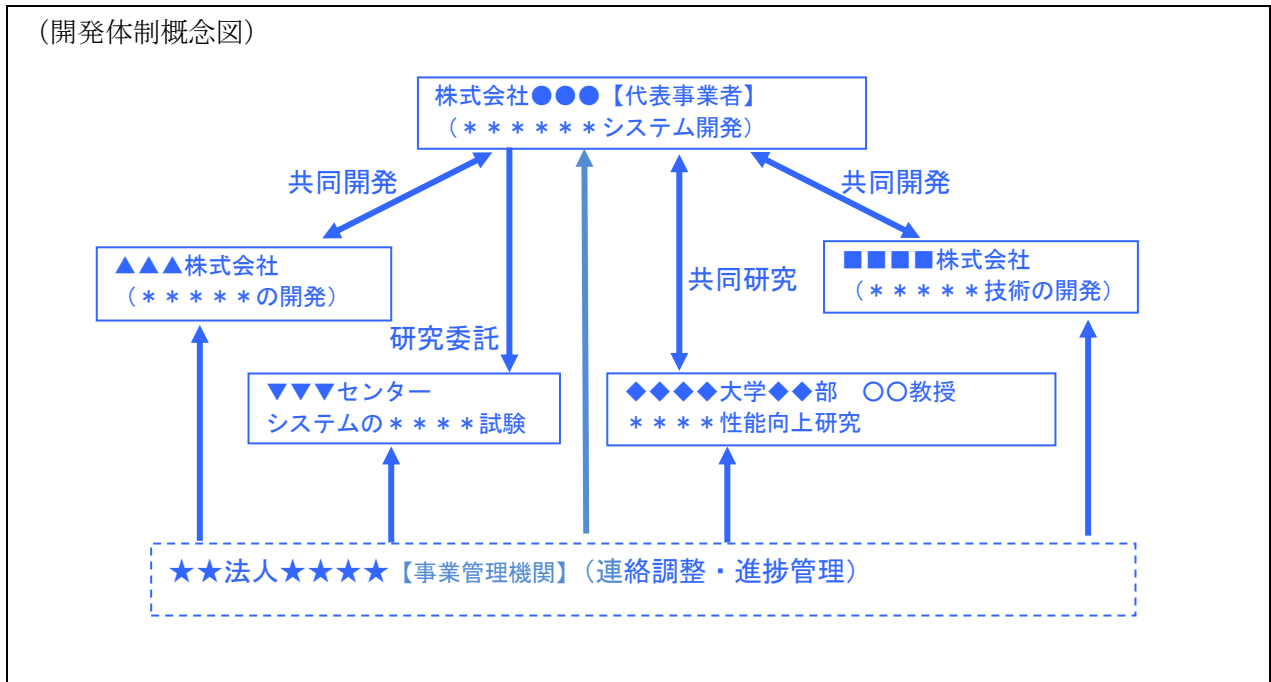 （開発体制概念図）
株式会社●●●【代表事業者】
（＊＊＊＊＊＊システム開発）
共同開発
共同開発
▲▲▲株式会社
（＊＊＊＊＊の開発）
■■■■株式会社
（＊＊＊＊＊技術の開発）
共同研究
研究委託
▼▼▼センター
システムの＊＊＊＊試験
◆◆◆◆大学◆◆部　〇〇教授
＊＊＊＊性能向上研究
★★法人★★★★【事業管理機関】（連絡調整・進捗管理）